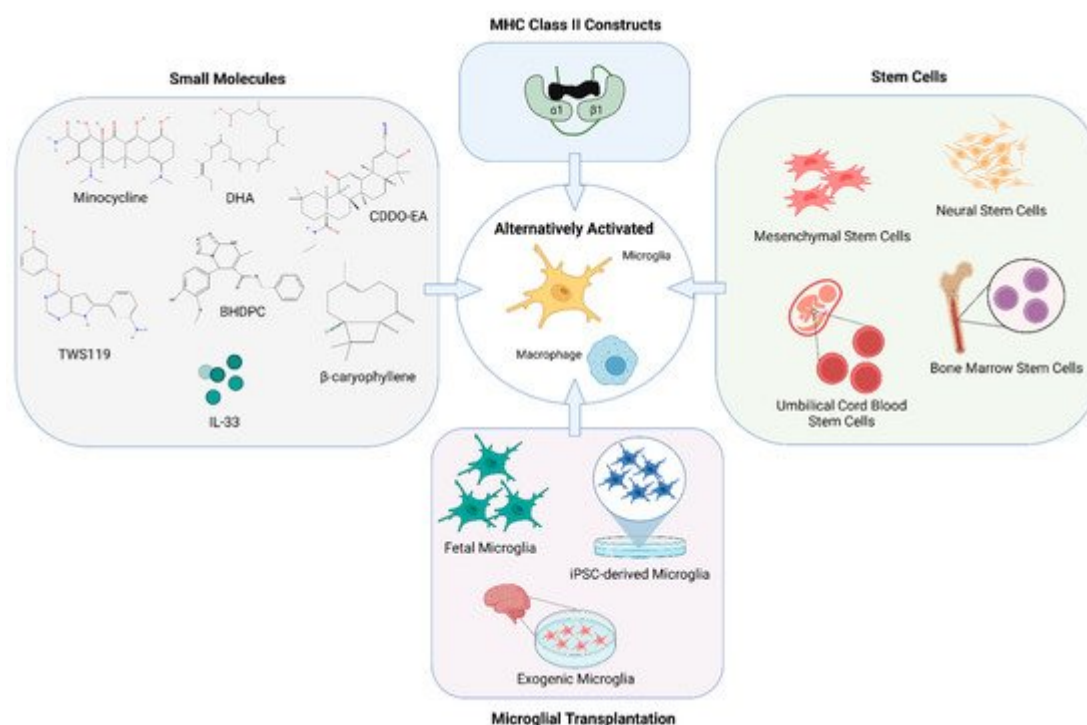 MHC Class II Constructs
α1 β1
Small Molecules
Minocycline
DHA
CDDO-EA
TWS119
BHDPC
β-caryophyllene
IL-33
Alternatively Activated
Microglia
Macrophage
Stem Cells
Mesenchymal Stem Cells
Neural Stem Cells
Umbilical Cord Blood
Stem Cells
Bone Marrow Stem Cells
Fetal Microglia
iPSC-derived Microglia
Exogenic Microglia
Microglial Transplantation